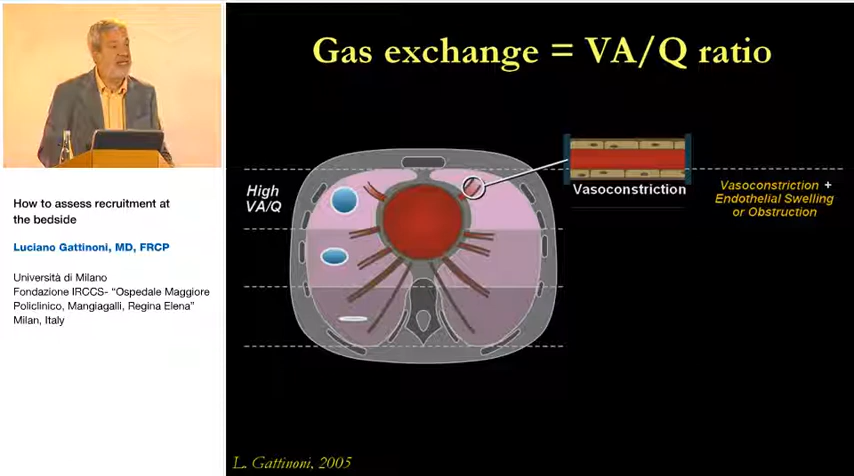 Gas exchange = VA/Q ratio
High
VA/Q
Vasoconstriction
Vasoconstriction +
Endothelial Swelling
or Obstruction
L. Gattinoni, 2005
How to assess recruitment at
the bedside
Luciano Gattinoni, MD, FRCP
Università di Milano
Fondazione IRCCS- “Ospedale Maggiore
Policlinico, Mangiagalli, Regina Elena”
Milan, Italy